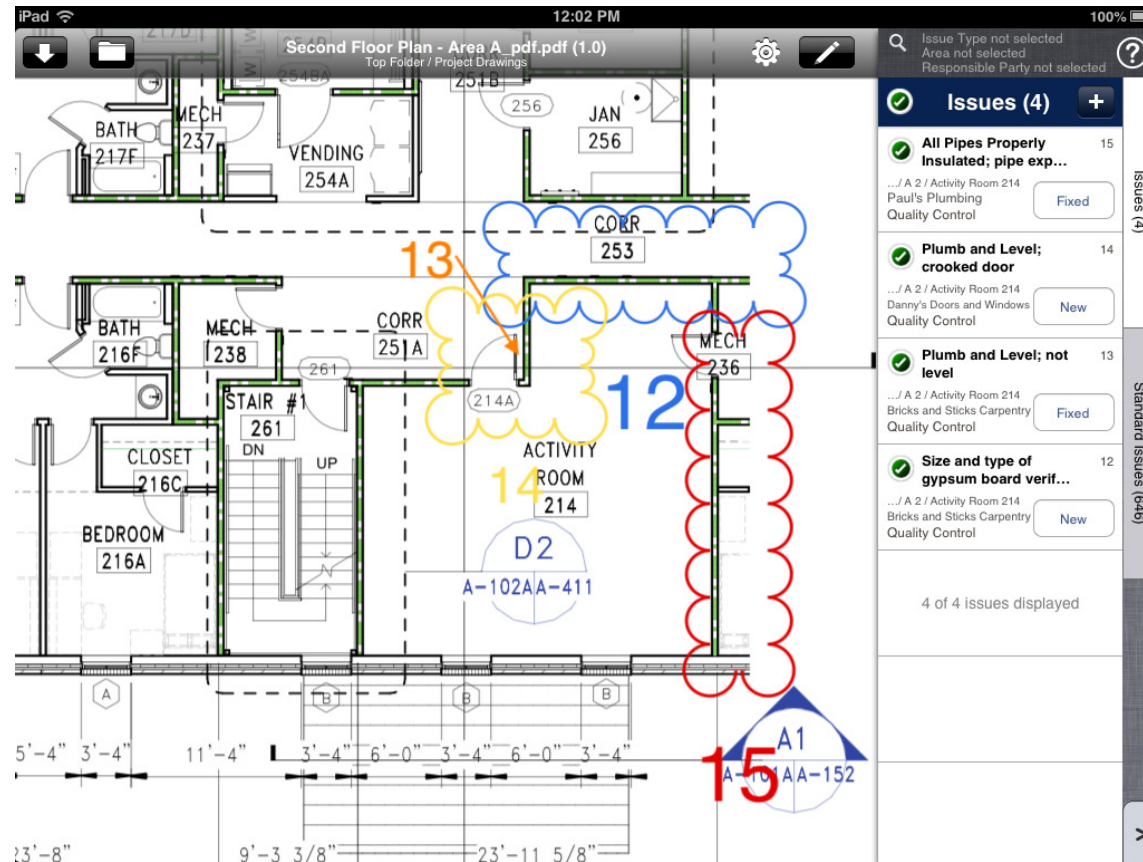 iPad
12:02 PM
100%
Second Floor Plan - Area A_pdf.pdf (1.0)
Top Folder / Project Drawings
Issue Type not selected
Area not selected
Responsible Party not selected
?
Issues (4)
+
All Pipes Properly
Insulated; pipe exp...
15
.../ A 2 / Activity Room 214
Paul's Plumbing
Quality Control
Fixed
Plumb and Level;
crooked door
14
.../ A 2 / Activity Room 214
Danny's Doors and Windows
Quality Control
New
Plumb and Level; not
level
13
.../ A 2 / Activity Room 214
Bricks and Sticks Carpentry
Quality Control
Fixed
Size and type of
gypsum board verif...
12
.../ A 2 / Activity Room 214
Bricks and Sticks Carpentry
Quality Control
New
4 of 4 issues displayed
Issues (4)
Standard Issues (646)
217D
254BA
251B
W
BATH
217F
MECH
237
VENDING
254A
256
JAN
256
CORR
253
13
BATH
216F
MECH
238
CORR
251A
MECH
236
261
214A
12
STAIR #1
261
DN
UP
CLOSET
216C
ACTIVITY
ROOM
214
14
BEDROOM
216A
D2
A-102A
A-411
A
B
B
B
5'-4"
3'-4"
11'-4"
3'-4"
6'-0"
3'-4"
6'-0"
3'-4"
15
A1
A-101A
A-152
23'-8"
9'-3 3/8"
23'-11 5/8"